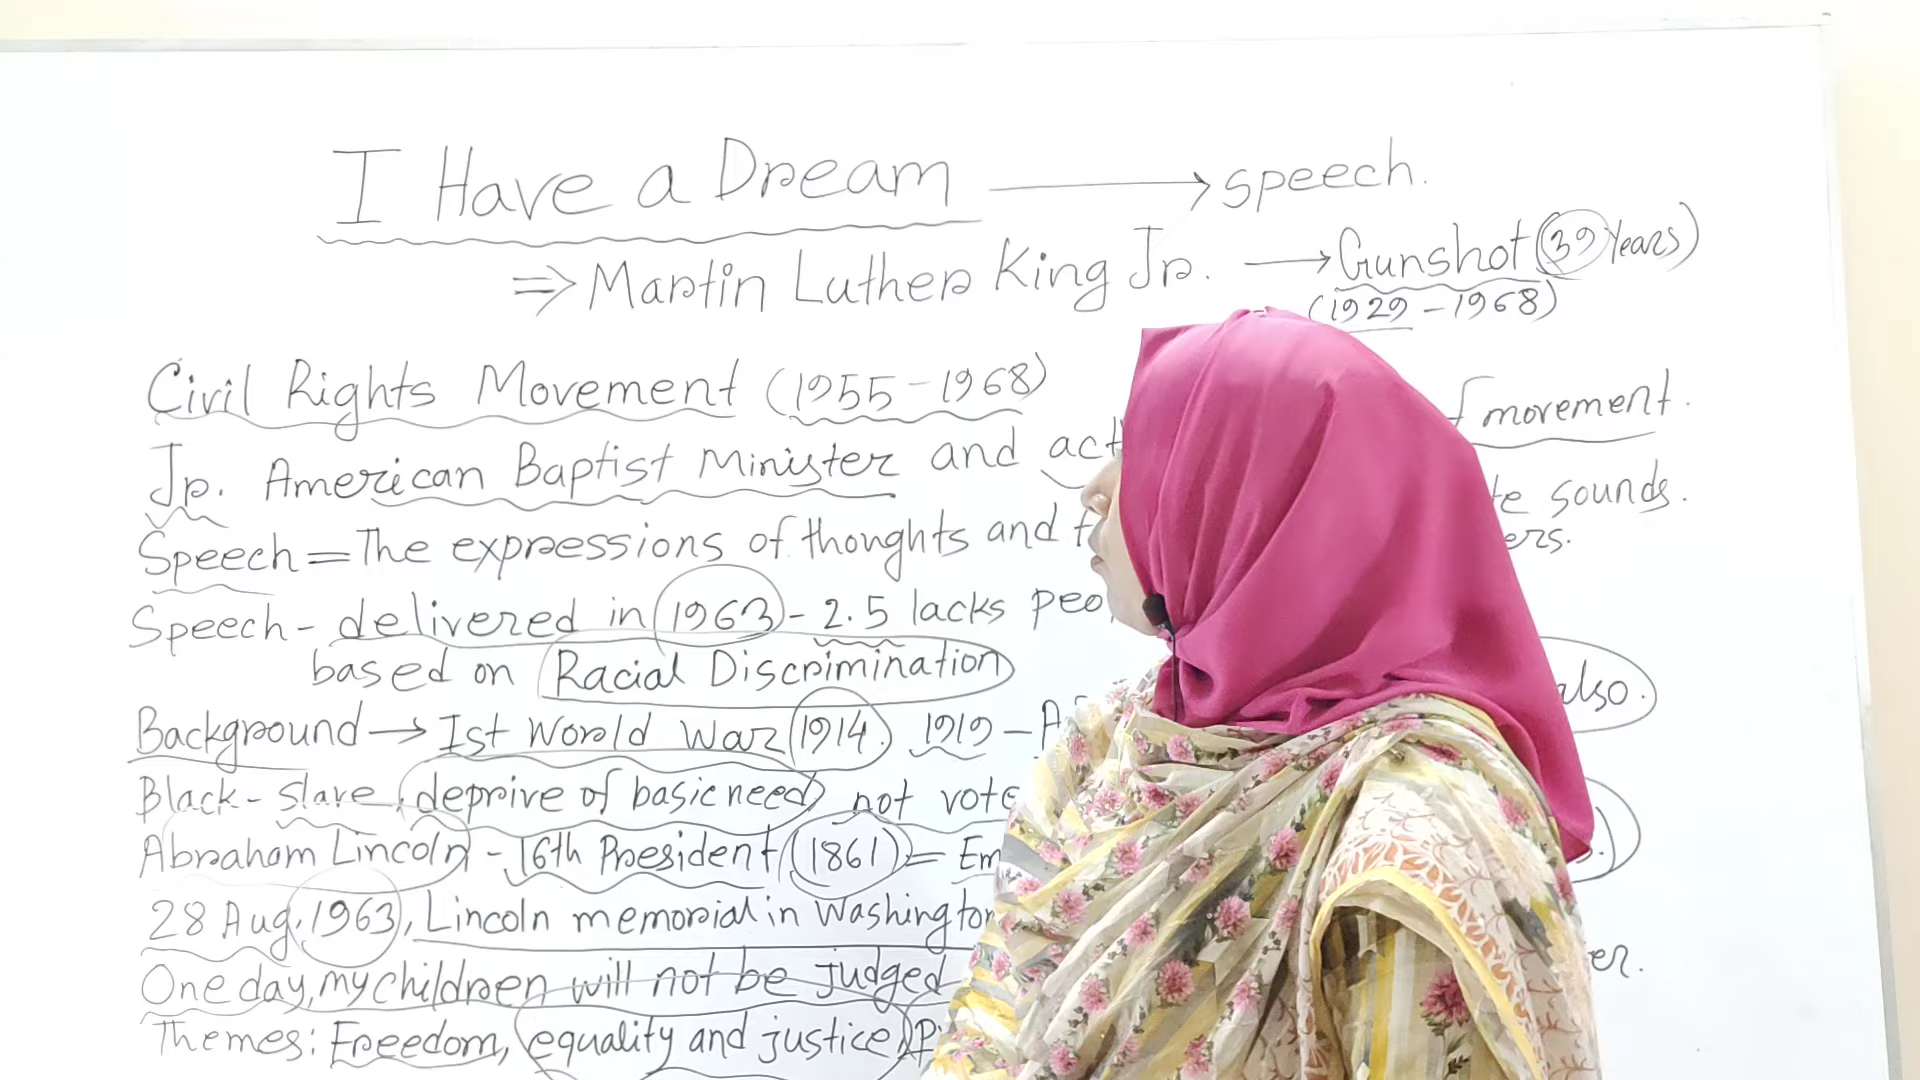 I Have a Dream → speech.
⇒ Martin Luther King Jr. → Gunshot (39 Years)
(1929 - 1968)
Civil Rights Movement (1955 - 1968) movement.
Jr. American Baptist Minister and
te sounds.
Speech = The expressions of thoughts and
ers.
Speech - delivered in 1963 - 2.5 lacks
based on Racial Discrimination also.
Background → Ist World War 1914. 1919 -
Black - slave (deprive of basic need) not vote
Abraham Lincoln - 16th President (1861) =
28 Aug, 1963, Lincoln memorial in Washington
One day, my children will not be judged er.
Themes: Freedom, equality and justice,